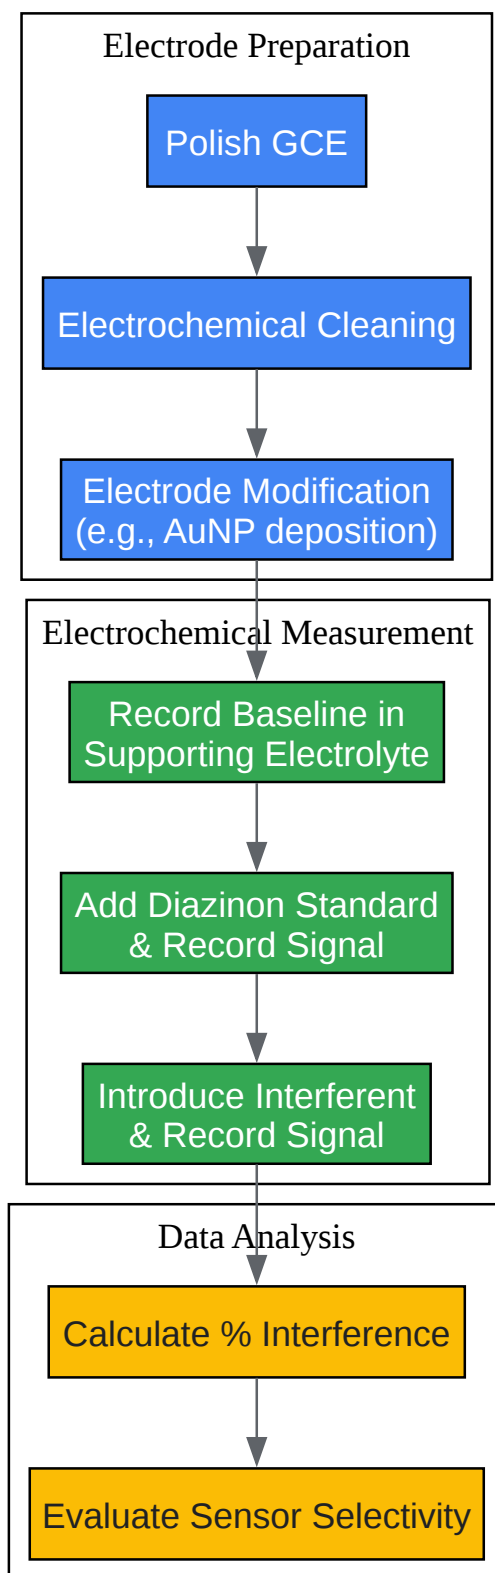 Electrode Preparation
Polish GCE
Electrochemical Cleaning
Electrode Modification
(e.g., AuNP deposition)
Electrochemical Measurement
Record Baseline in
Supporting Electrolyte
Add Diazinon Standard
& Record Signal
Introduce Interferent
& Record Signal
Data Analysis
Calculate % Interference
Evaluate Sensor Selectivity